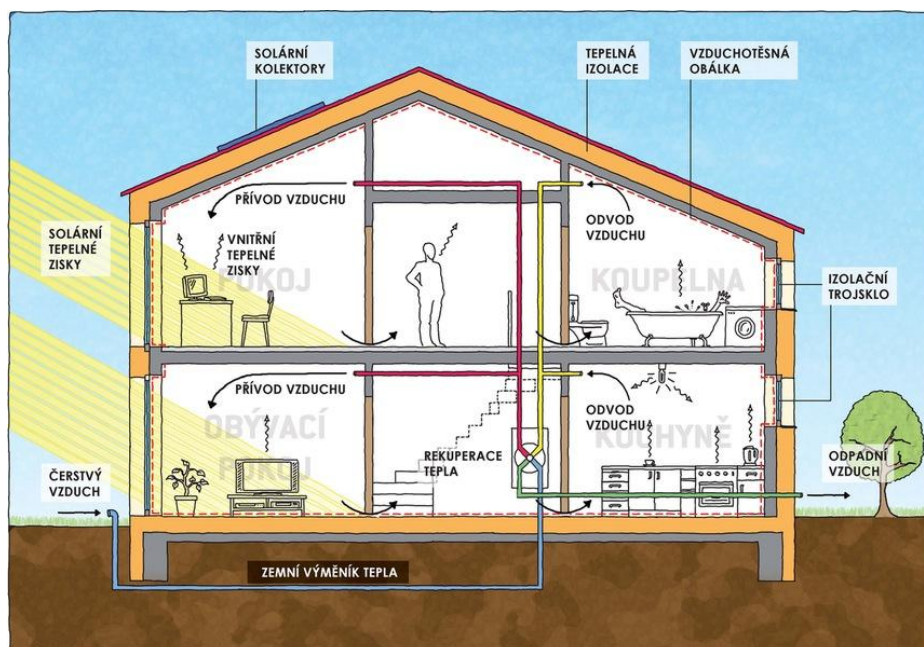 SOLÁRNÍ
KOLEKTORY
TEPELNÁ
IZOLACE
VZDUCHOTĚSNÁ
OBÁLKA
PŘÍVOD VZDUCHU
ODVOD
VZDUCHU
SOLÁRNÍ
TEPELNÉ
ZISKY
VNITŘNÍ
TEPELNÉ
ZISKY
POKOJ
KOUPELNA
IZOLAČNÍ
TROJSKLO
PŘÍVOD VZDUCHU
ODVOD
VZDUCHU
OBÝVACÍ
POKOJ
KUCHYNĚ
REKUPERACE
TEPLA
ČERSTVÝ
VZDUCH
ODPADNÍ
VZDUCH
ZEMNÍ VÝMĚNÍK TEPLA